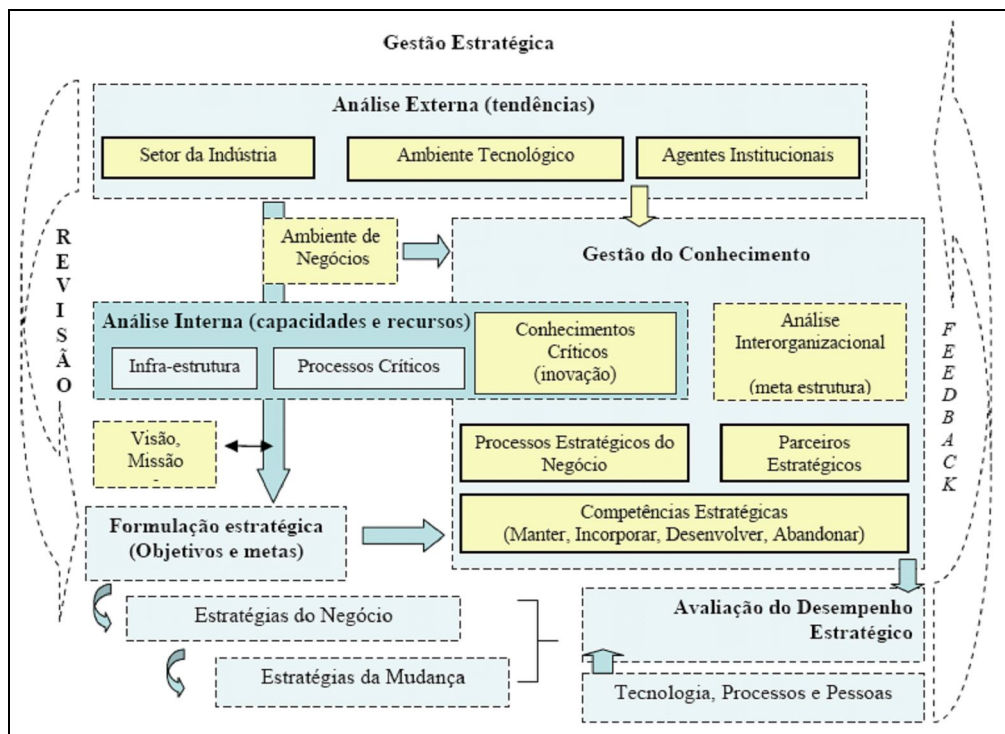 Gestão Estratégica
Análise Externa (tendências)
Setor da Indústria
Ambiente Tecnológico
Agentes Institucionais
REVISÃO
Ambiente de
Negócios
Gestão do Conhecimento
Análise Interna (capacidades e recursos)
Infra-estrutura
Processos Críticos
Conhecimentos
Críticos
(inovação)
Análise
Interorganizacional
(meta estrutura)
FEEDBACK
Visão,
Missão
-
Processos Estratégicos do
Negócio
Parceiros
Estratégicos
Competências Estratégicas
(Manter, Incorporar, Desenvolver, Abandonar)
Formulação estratégica
(Objetivos e metas)
Estratégias do Negócio
Avaliação do Desempenho
Estratégico
Estratégias da Mudança
Tecnologia, Processos e Pessoas